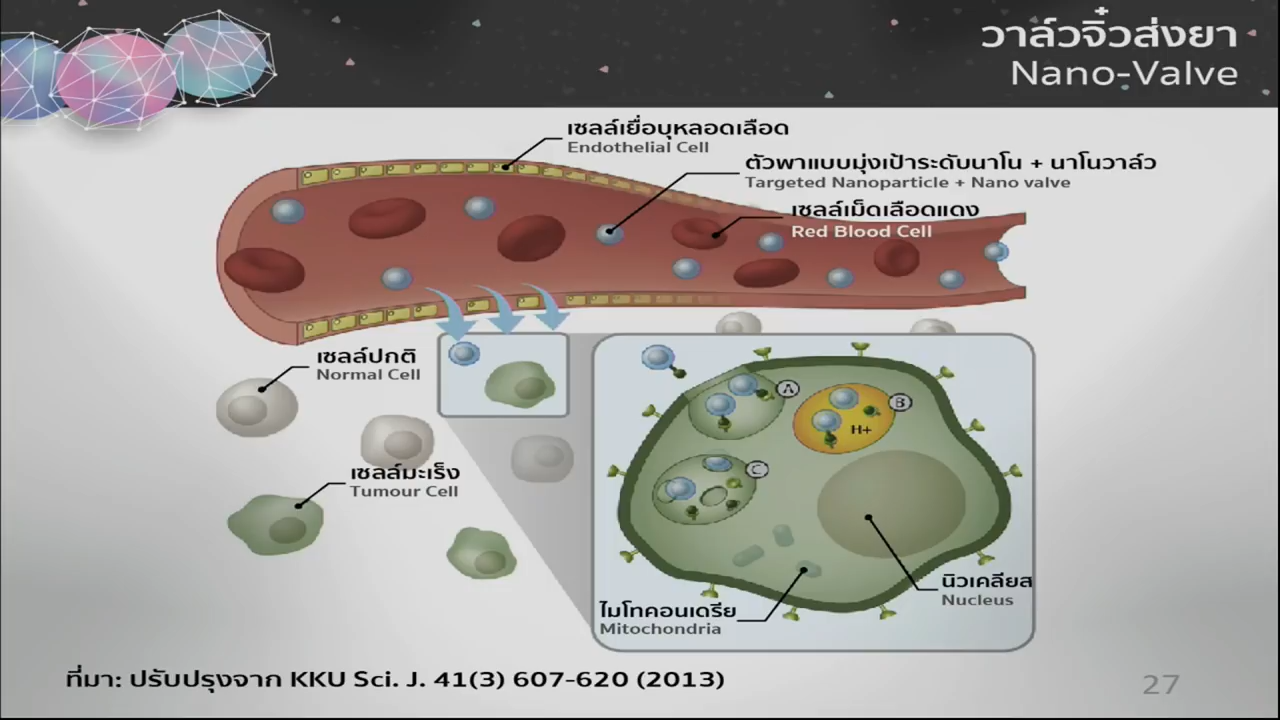 วาล์วจิ๋วส่งยา
Nano-Valve
เซลล์เยื่อบุหลอดเลือด
Endothelial Cell
ตัวพาแบบมุ่งเป้าระดับนาโน + นาโนวาล์ว
Targeted Nanoparticle + Nano valve
เซลล์เม็ดเลือดแดง
Red Blood Cell
เซลล์ปกติ
Normal Cell
เซลล์มะเร็ง
Tumour Cell
A
B
H+
C
นิวเคลียส
Nucleus
ไมโทคอนเดรีย
Mitochondria
ที่มา: ปรับปรุงจาก KKU Sci. J. 41(3) 607-620 (2013)
27